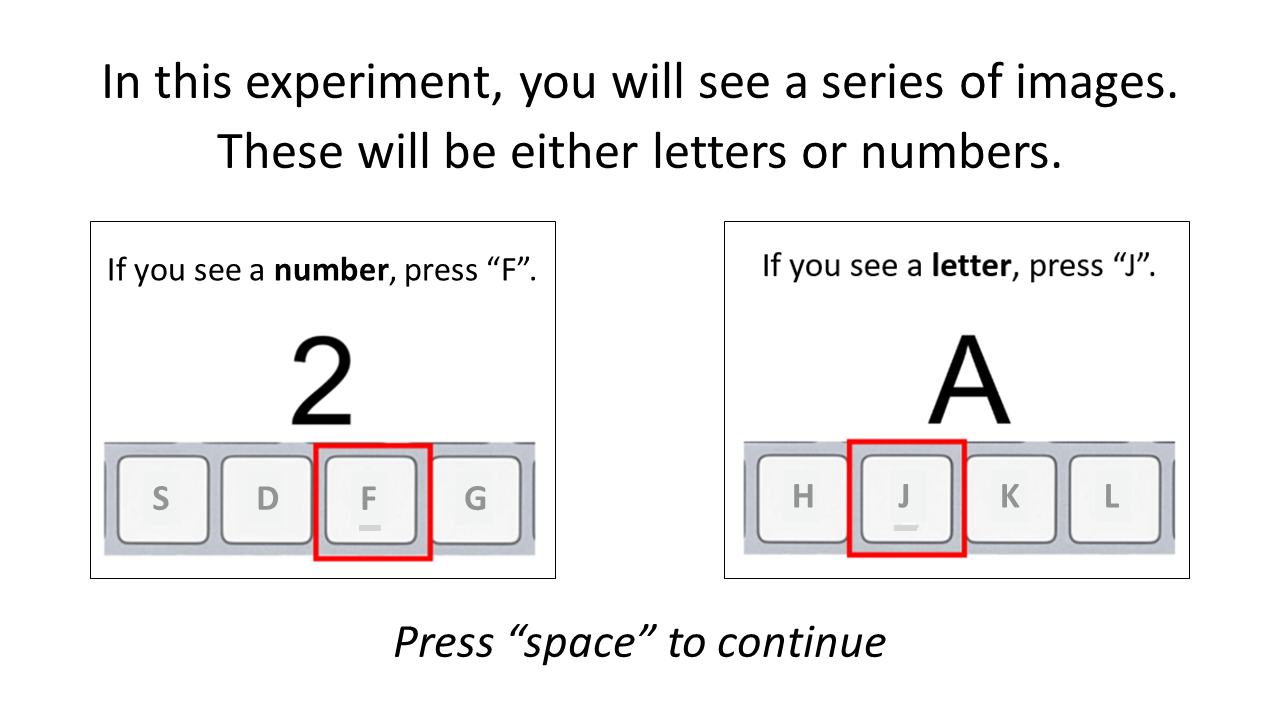 In this experiment, you will see a series of images.
These will be either letters or numbers.
If you see a number, press “F”.
2
S D F G
If you see a letter, press “J”.
A
H J K L
Press “space” to continue